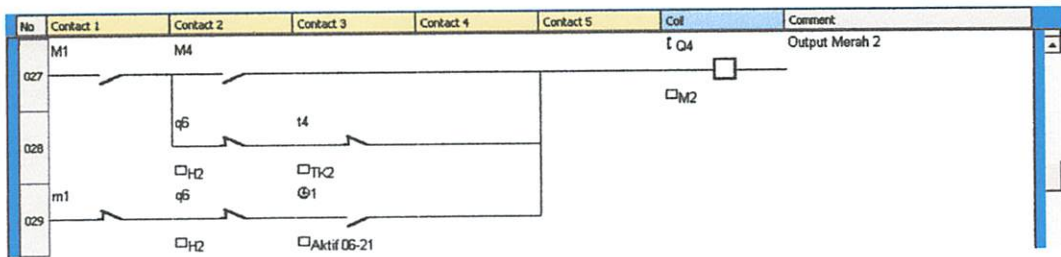 No Contact 1 Contact 2 Contact 3 Contact 4 Contact 5 Coil Comment
M1 M4 [ Q4 Output Merah 2
027
M2
q6 t4
028
H2 TK2
m1 q6 1
029
H2 Aktif 06-21